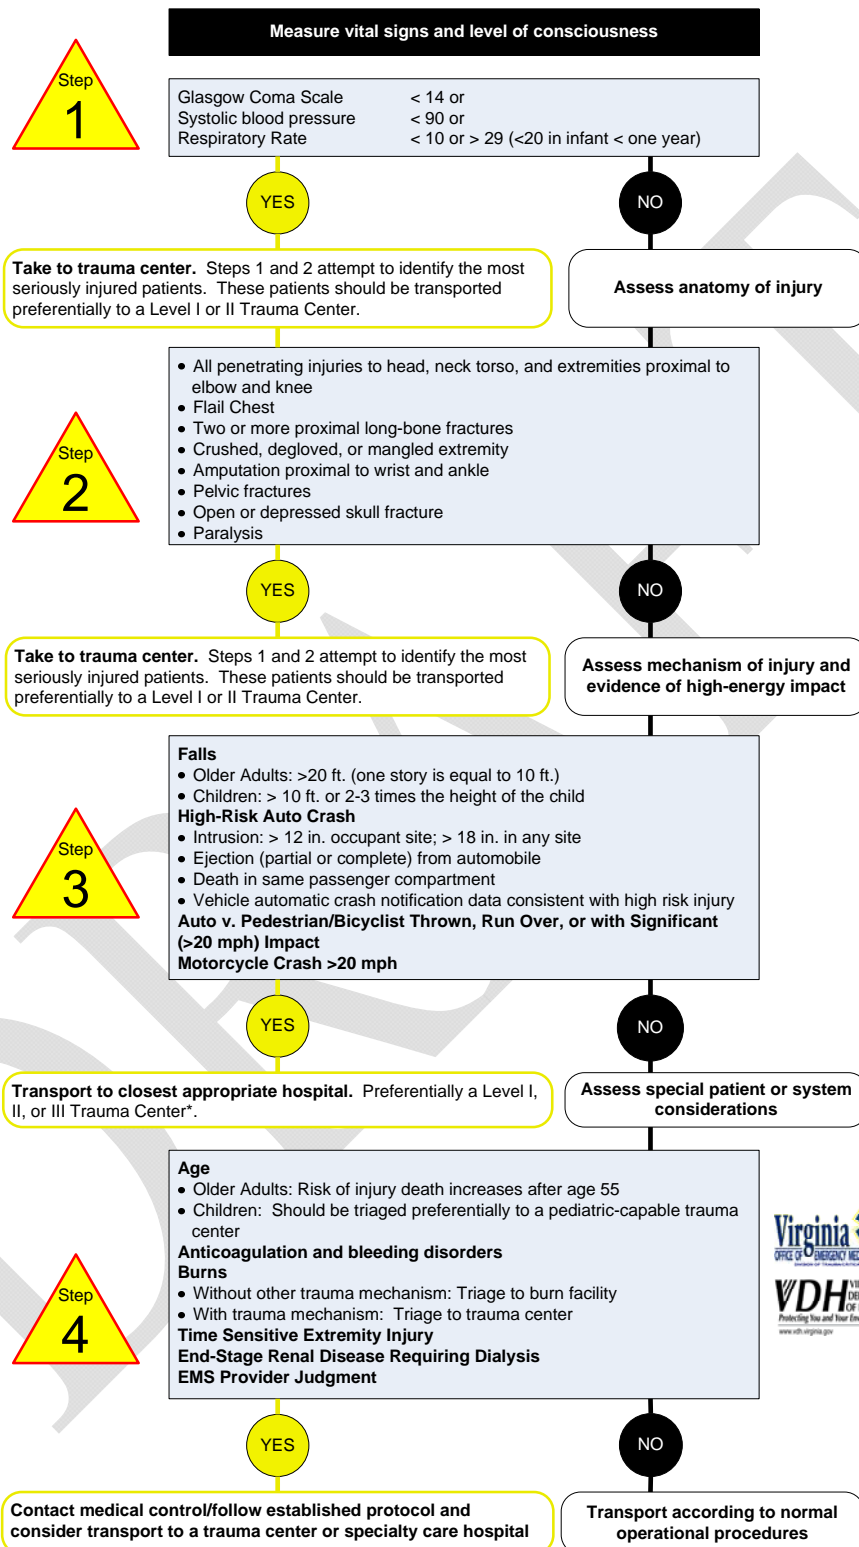 Measure vital signs and level of consciousness
Step
1
Glasgow Coma Scale < 14 or
Systolic blood pressure < 90 or
Respiratory Rate < 10 or > 29 (<20 in infant < one year)
YES
NO
Take to trauma center. Steps 1 and 2 attempt to identify the most
seriously injured patients. These patients should be transported
preferentially to a Level I or II Trauma Center.
Assess anatomy of injury
Step
2
• All penetrating injuries to head, neck torso, and extremities proximal to
elbow and knee
• Flail Chest
• Two or more proximal long-bone fractures
• Crushed, degloved, or mangled extremity
• Amputation proximal to wrist and ankle
• Pelvic fractures
• Open or depressed skull fracture
• Paralysis
YES
NO
Take to trauma center. Steps 1 and 2 attempt to identify the most
seriously injured patients. These patients should be transported
preferentially to a Level I or II Trauma Center.
Assess mechanism of injury and
evidence of high-energy impact
Step
3
Falls
• Older Adults: >20 ft. (one story is equal to 10 ft.)
• Children: > 10 ft. or 2-3 times the height of the child
High-Risk Auto Crash
• Intrusion: > 12 in. occupant site; > 18 in. in any site
• Ejection (partial or complete) from automobile
• Death in same passenger compartment
• Vehicle automatic crash notification data consistent with high risk injury
Auto v. Pedestrian/Bicyclist Thrown, Run Over, or with Significant
(>20 mph) Impact
Motorcycle Crash >20 mph
YES
NO
Transport to closest appropriate hospital. Preferentially a Level I,
II, or III Trauma Center*.
Assess special patient or system
considerations
Step
4
Age
• Older Adults: Risk of injury death increases after age 55
• Children: Should be triaged preferentially to a pediatric-capable trauma
center
Anticoagulation and bleeding disorders
Burns
• Without other trauma mechanism: Triage to burn facility
• With trauma mechanism: Triage to trauma center
Time Sensitive Extremity Injury
End-Stage Renal Disease Requiring Dialysis
EMS Provider Judgment
Virginia
OFFICE OF EMERGENCY
VDH
Protecting You and Your
www.vdh.virginia.gov
YES
NO
Contact medical control/follow established protocol and
consider transport to a trauma center or specialty care hospital
Transport according to normal
operational procedures
DRAFT